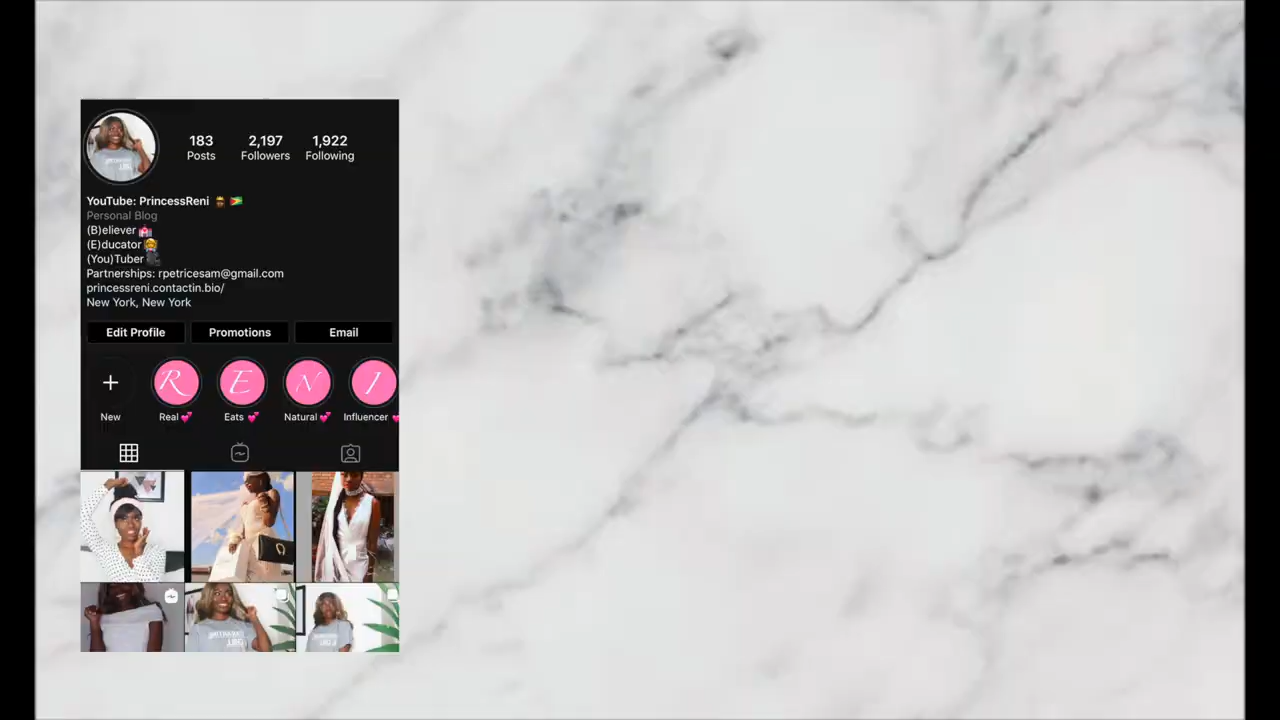 183 2,197 1,922
Posts Followers Following
YouTube: PrincessReni
Personal Blog
(B)eliever
(E)ducator
(You)Tuber
Partnerships: rpetricesam@gmail.com
princessreni.contactin.bio/
New York, New York
Edit Profile Promotions Email
R E N I
New Real Eats Natural Influencer